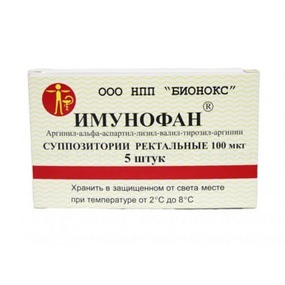 ООО НПП "БИОНОКС"
ИМУНОФАН®
Аргинил-альфа-аспартил-лизил-валил-тирозил-аргинин
СУППОЗИТОРИИ РЕКТАЛЬНЫЕ 100 мкг
5 штук
Хранить в защищенном от света месте
при температуре от 2°С до 8°С